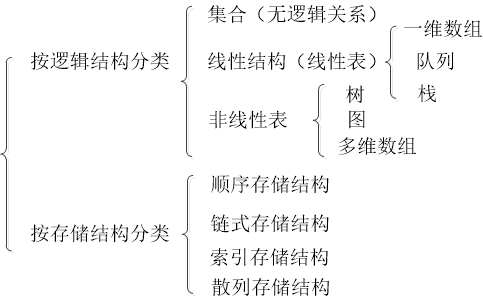 按逻辑结构分类
集合（无逻辑关系）
线性结构（线性表）
一维数组
队列
栈
非线性表
树
图
多维数组
按存储结构分类
顺序存储结构
链式存储结构
索引存储结构
散列存储结构